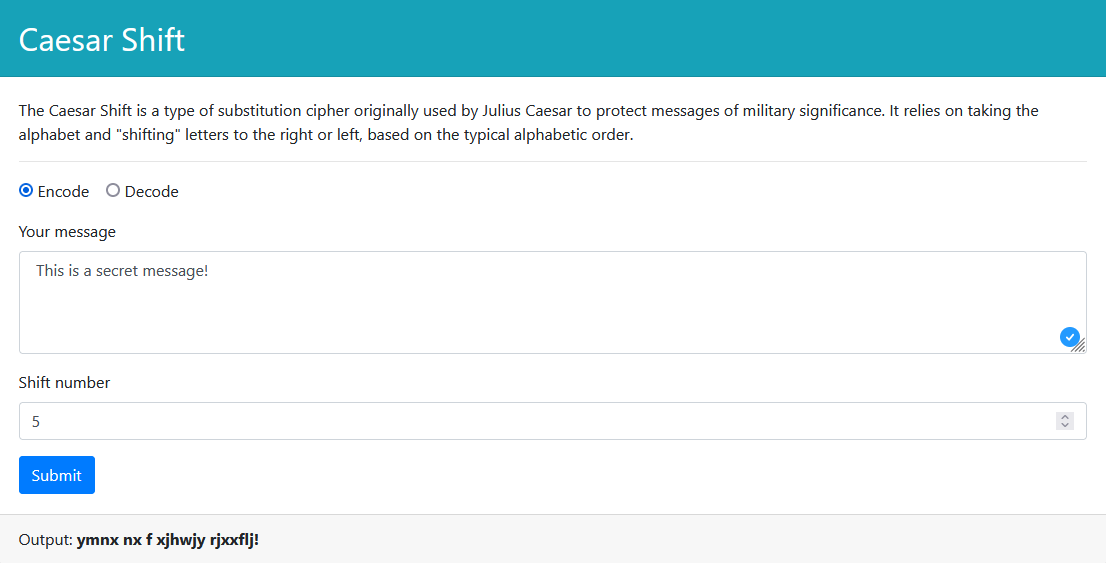 Caesar Shift
The Caesar Shift is a type of substitution cipher originally used by Julius Caesar to protect messages of military significance. It relies on taking the
alphabet and "shifting" letters to the right or left, based on the typical alphabetic order.
Encode Decode
Your message
This is a secret message!
Shift number
5
Submit
Output: ymnx nx f xjhwjy rjxxflj!